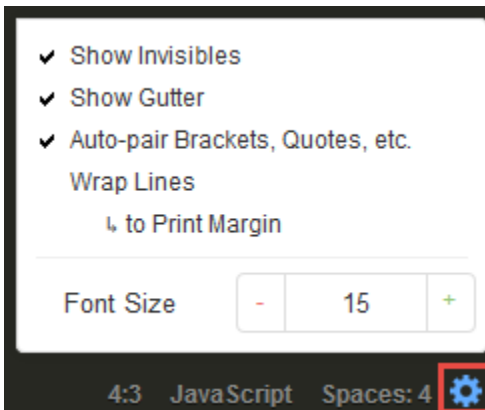 ✔ Show Invisibles
✔ Show Gutter
✔ Auto-pair Brackets, Quotes, etc.
Wrap Lines
↳ to Print Margin
Font Size - 15 +
4:3 JavaScript Spaces: 4